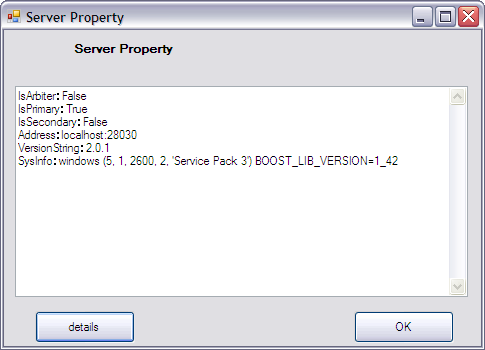 Server Property
Server Property
IsArbiter: False
IsPrimary: True
IsSecondary: False
Address: localhost:28030
VersionString: 2.0.1
SysInfo: windows (5, 1, 2600, 2, 'Service Pack 3') BOOST_LIB_VERSION=1_42
details
OK